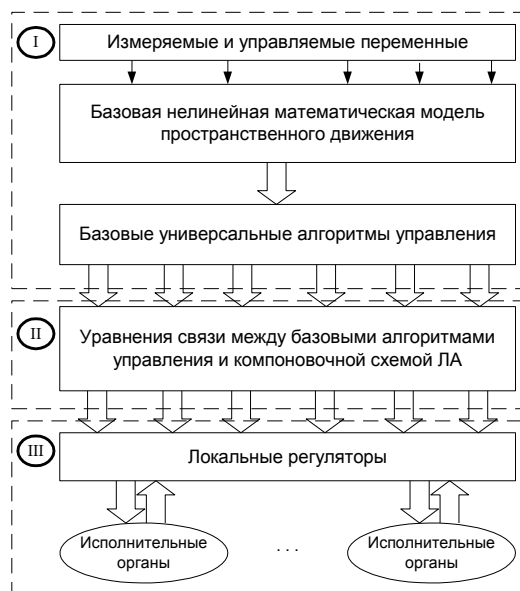 I
Измеряемые и управляемые переменные
Базовая нелинейная математическая модель
пространственного движения
Базовые универсальные алгоритмы управления
II
Уравнения связи между базовыми алгоритмами
управления и компоновочной схемой ЛА
III
Локальные регуляторы
Исполнительные
органы
. . .
Исполнительные
органы